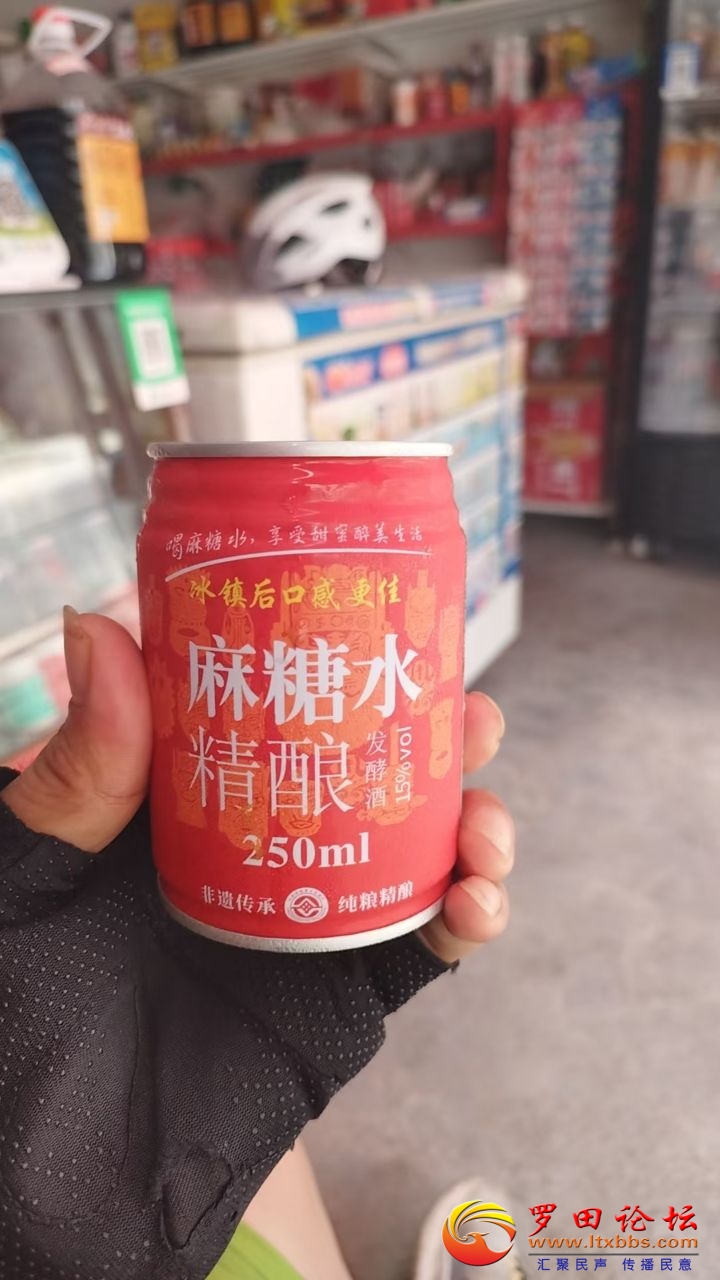 喝麻糖水，享受甜蜜醉美生活
冰镇后口感更佳
麻糖水
精酿
发酵酒
15%vol
250ml
非遗传承
纯粮精酿
罗田论坛
www.ltxbbs.com
汇聚民声 传播民意